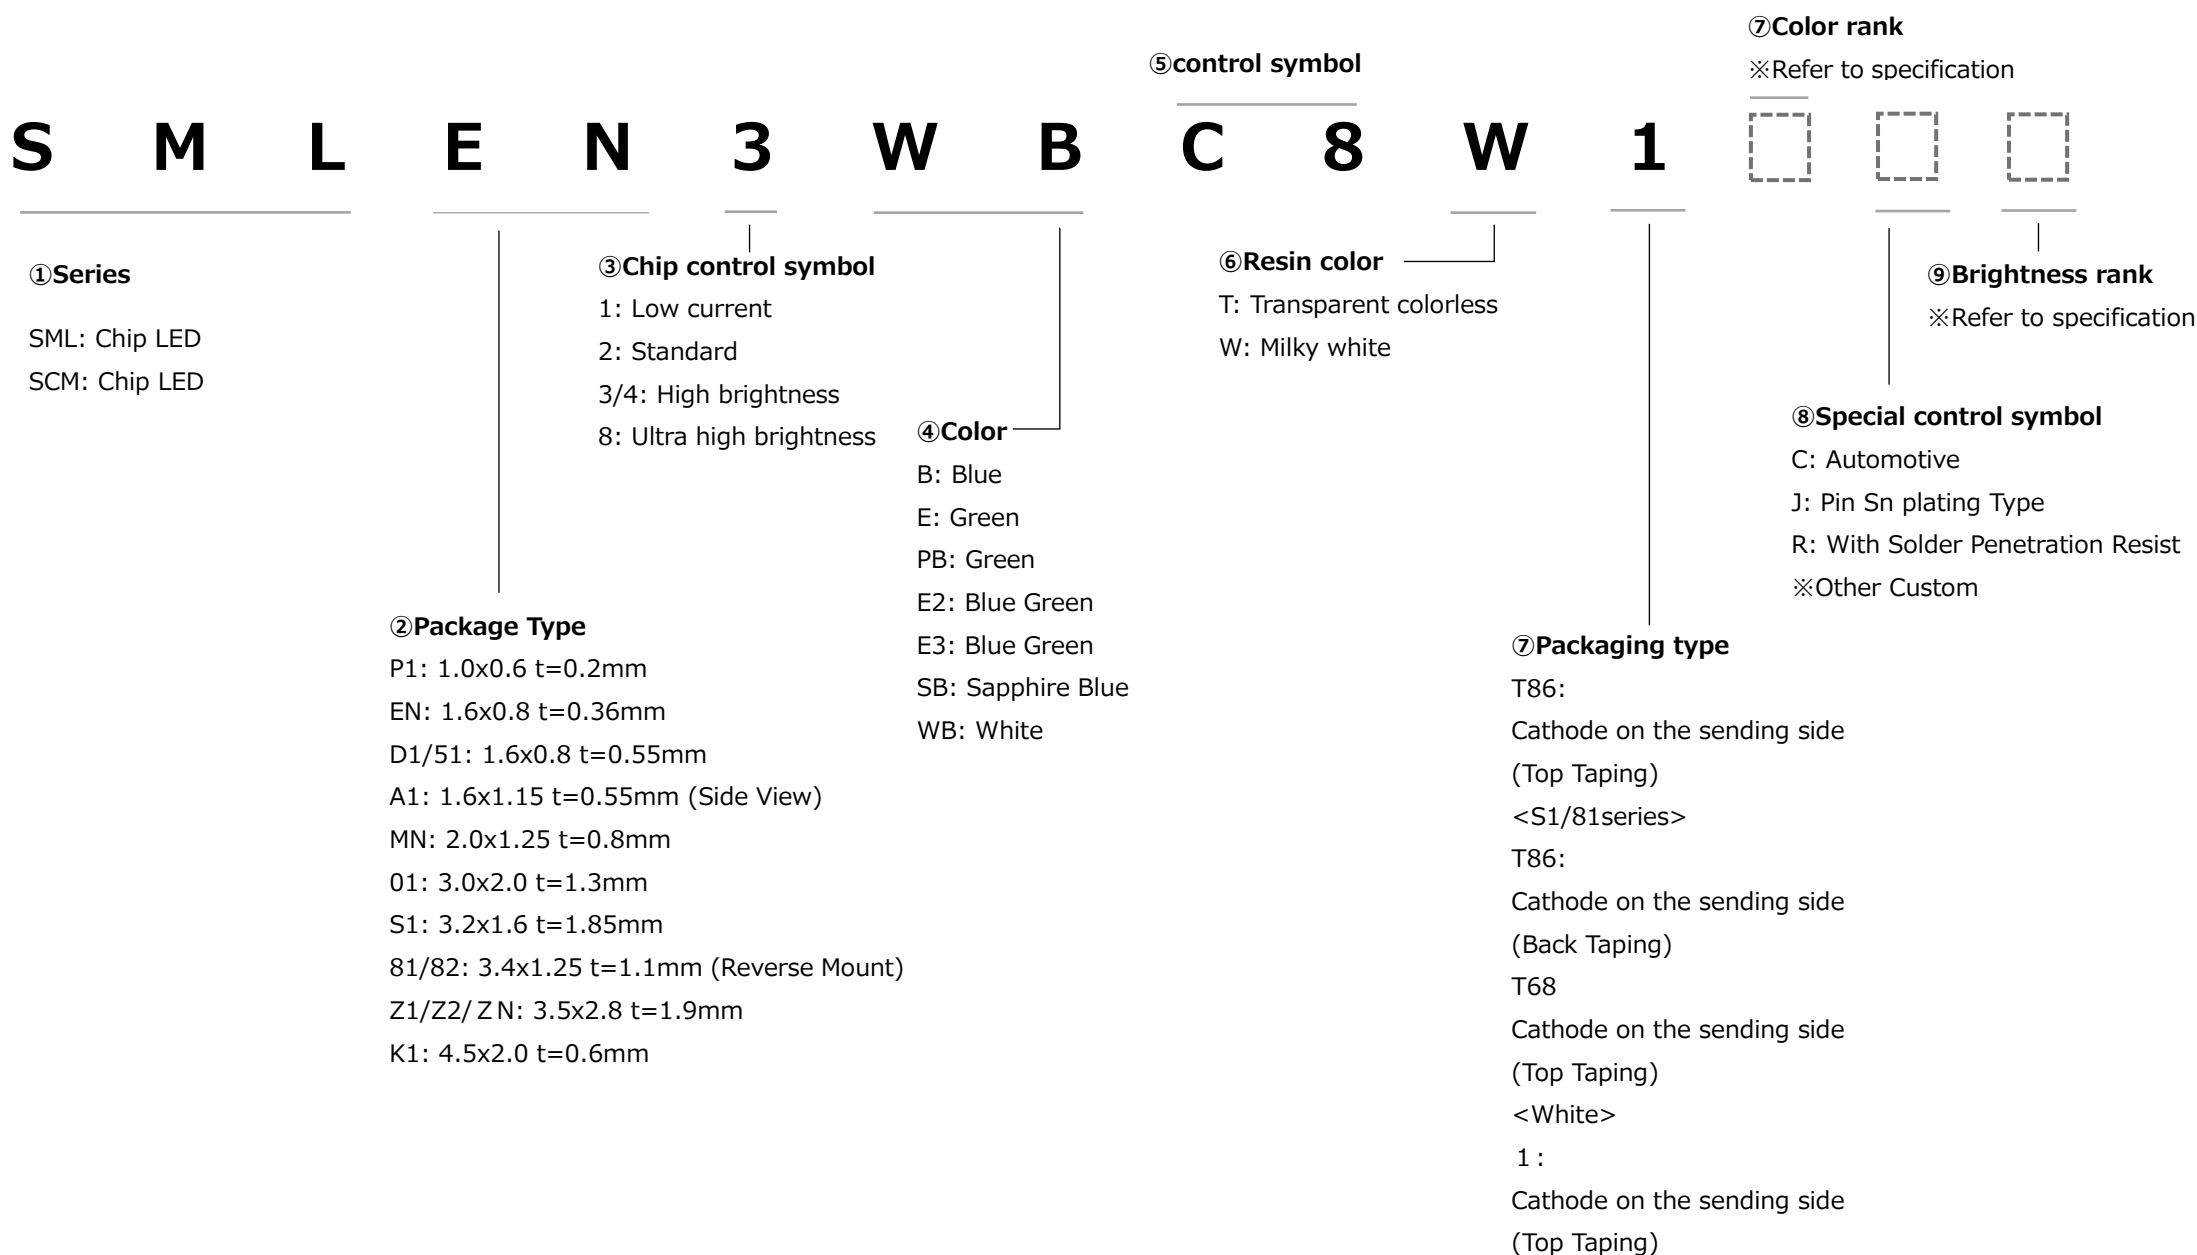 ⑦Color rank
※Refer to specification
⑤control symbol
S M L E N 3 W B C 8 W 1
①Series
SML: Chip LED
SCM: Chip LED
②Package Type
P1: 1.0x0.6 t=0.2mm
EN: 1.6x0.8 t=0.36mm
D1/51: 1.6x0.8 t=0.55mm
A1: 1.6x1.15 t=0.55mm (Side View)
MN: 2.0x1.25 t=0.8mm
01: 3.0x2.0 t=1.3mm
S1: 3.2x1.6 t=1.85mm
81/82: 3.4x1.25 t=1.1mm (Reverse Mount)
Z1/Z2/ＺN: 3.5x2.8 t=1.9mm
K1: 4.5x2.0 t=0.6mm
③Chip control symbol
1: Low current
2: Standard
3/4: High brightness
8: Ultra high brightness
④Color
B: Blue
E: Green
PB: Green
E2: Blue Green
E3: Blue Green
SB: Sapphire Blue
WB: White
⑥Resin color
T: Transparent colorless
W: Milky white
⑦Packaging type
T86:
Cathode on the sending side
(Top Taping)
<S1/81series>
T86:
Cathode on the sending side
(Back Taping)
T68
Cathode on the sending side
(Top Taping)
<White>
1：
Cathode on the sending side
(Top Taping)
⑧Special control symbol
C: Automotive
J: Pin Sn plating Type
R: With Solder Penetration Resist
※Other Custom
⑨Brightness rank
※Refer to specification